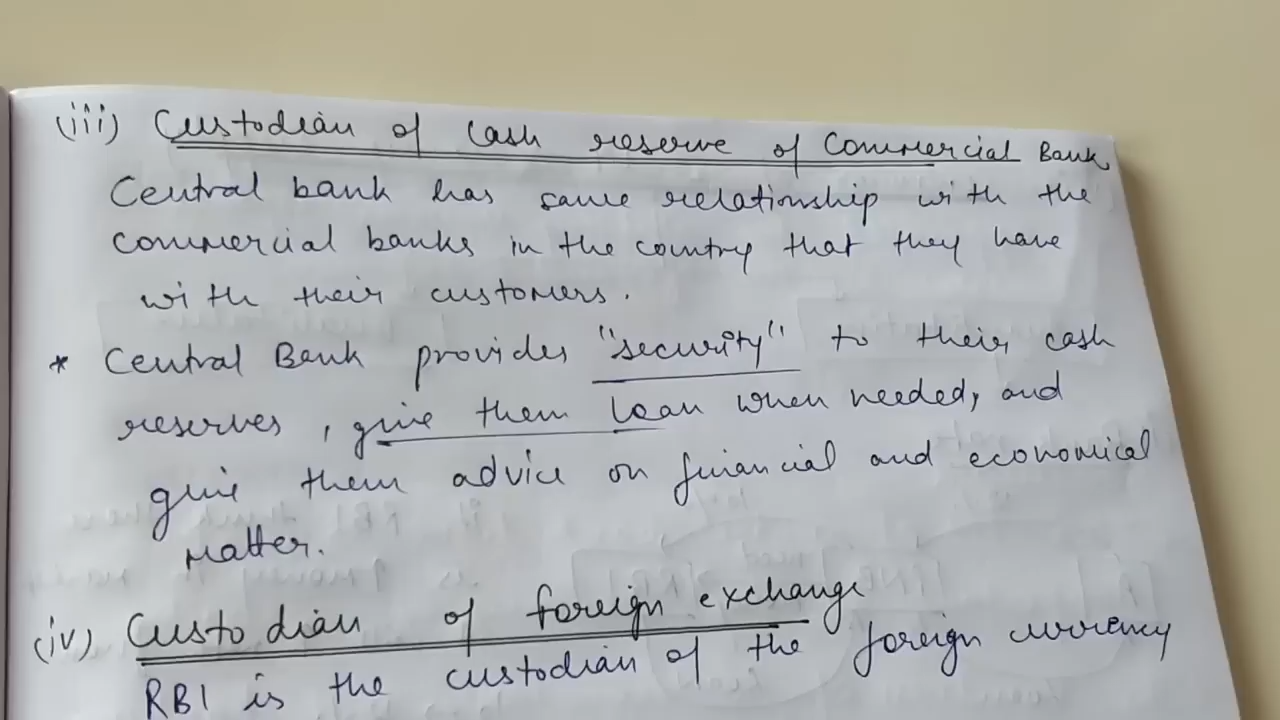 (iii) Custodian of cash reserve of Commercial Bank
Central bank has same relationship with the
commercial banks in the country that they have
with their customers.
* Central Bank provides "security" to their cash
reserves, give them loan when needed, and
give them advice on financial and economical
matter.
(iv) Custodian of foreign exchange
RBI is the custodian of the foreign currency